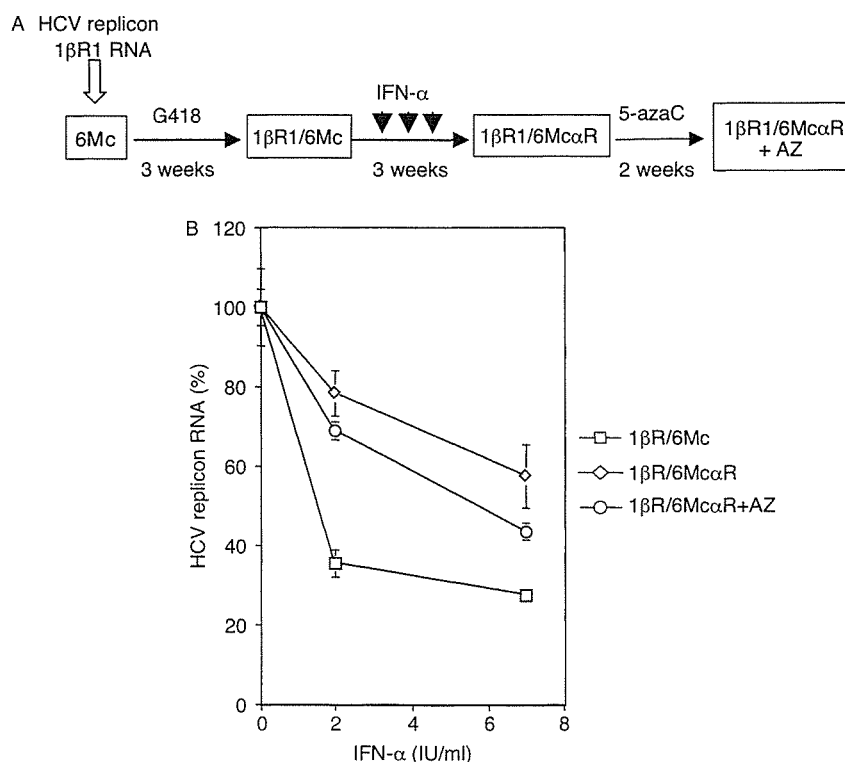 A HCV replicon
1βR1 RNA
6Mc
G418
3 weeks
1βR1/6Mc
IFN-α
3 weeks
1βR1/6McαR
5-azaC
2 weeks
1βR1/6McαR
+ AZ
B
HCV replicon RNA (%)
120
100
80
60
40
20
0
0 2 4 6 8
IFN-α (IU/ml)
1βR/6Mc
1βR/6McαR
1βR/6McαR+AZ